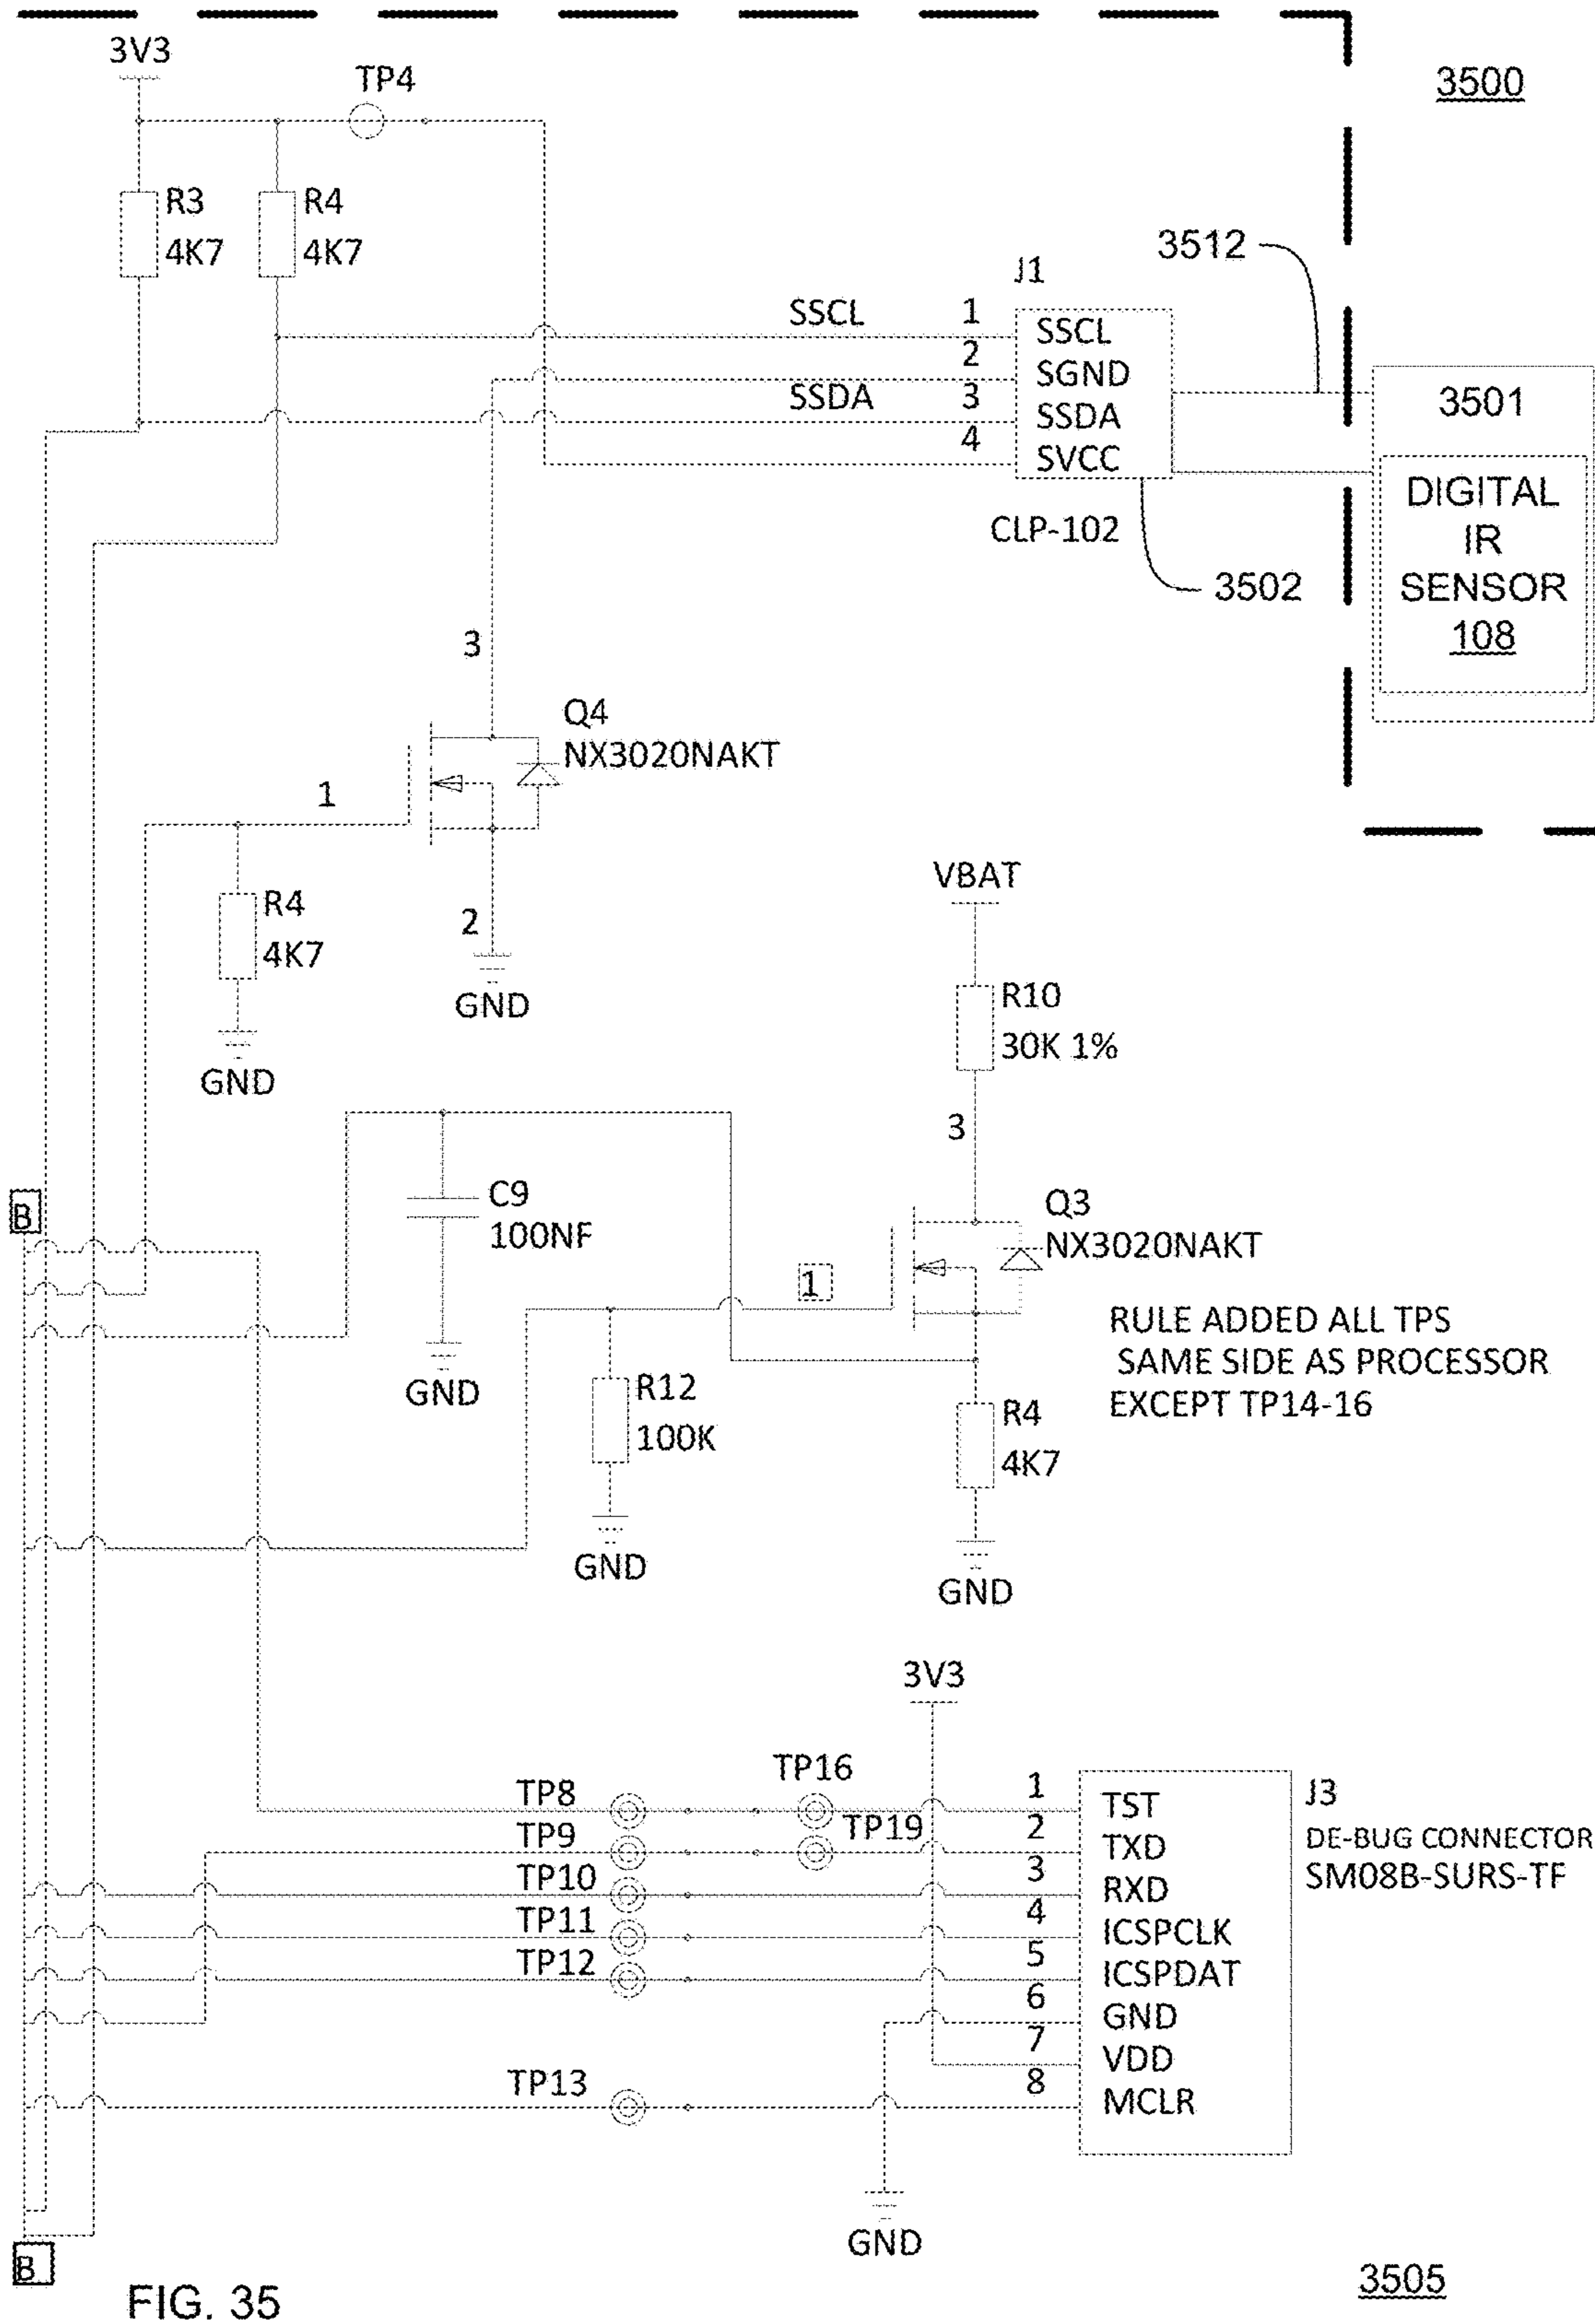 3V3
TP4
3500
R3
4K7
R4
4K7
3512
J1
SSCL
1
2
SSDA
3
4
SSCL
SGND
SSDA
SVCC
CLP-102
3502
3501
DIGITAL
IR
SENSOR
108
3
Q4
NX3020NAKT
1
R4
4K7
2
GND
GND
VBAT
R10
30K 1%
3
B
C9
100NF
GND
Q3
NX3020NAKT
1
R12
100K
GND
RULE ADDED ALL TPS
SAME SIDE AS PROCESSOR
EXCEPT TP14-16
R4
4K7
GND
3V3
TP8
TP16
TP9
TP19
TP10
TP11
TP12
TP13
1
2
3
4
5
6
7
8
TST
TXD
RXD
ICSPCLK
ICSPDAT
GND
VDD
MCLR
J3
DE-BUG CONNECTOR
SM08B-SURS-TF
GND
B
FIG. 35
3505